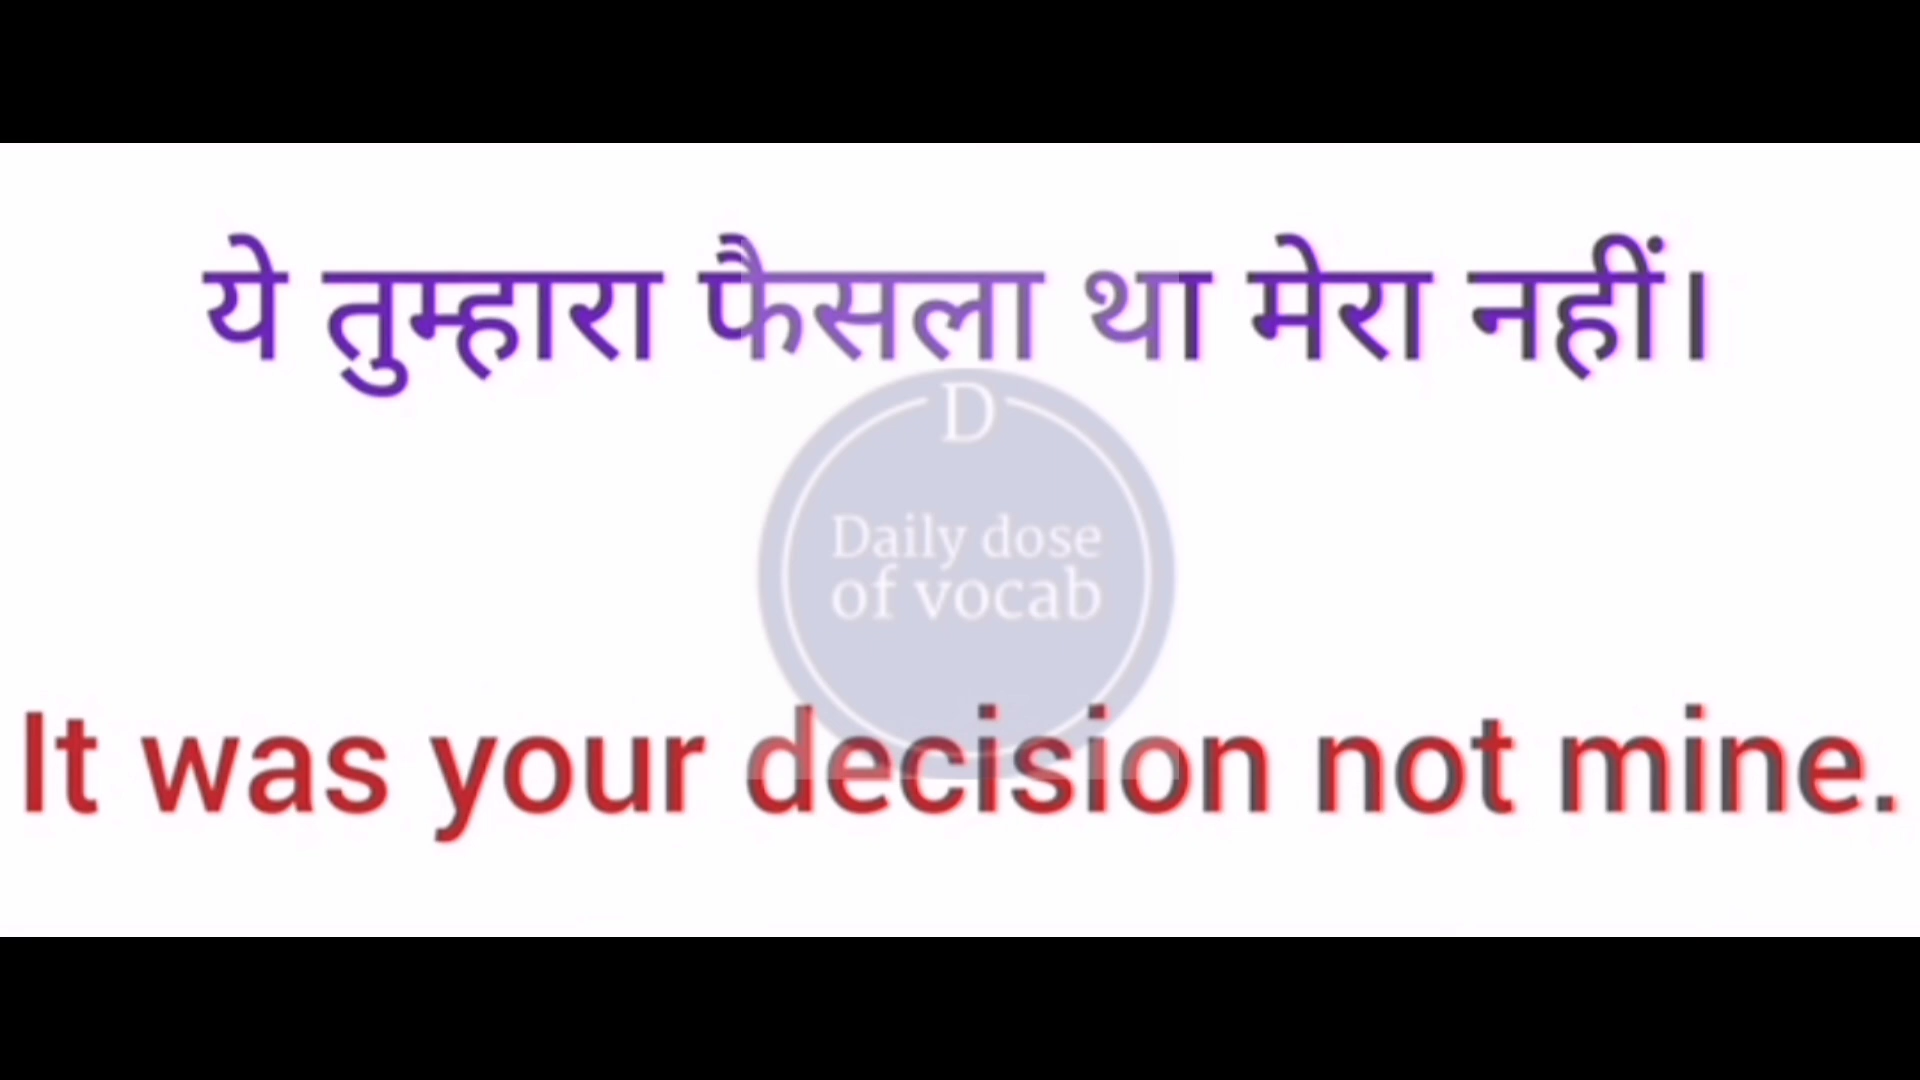 ये तुम्हारा फैसला था मेरा नहीं।
D
Daily dose
of vocab
It was your decision not mine.